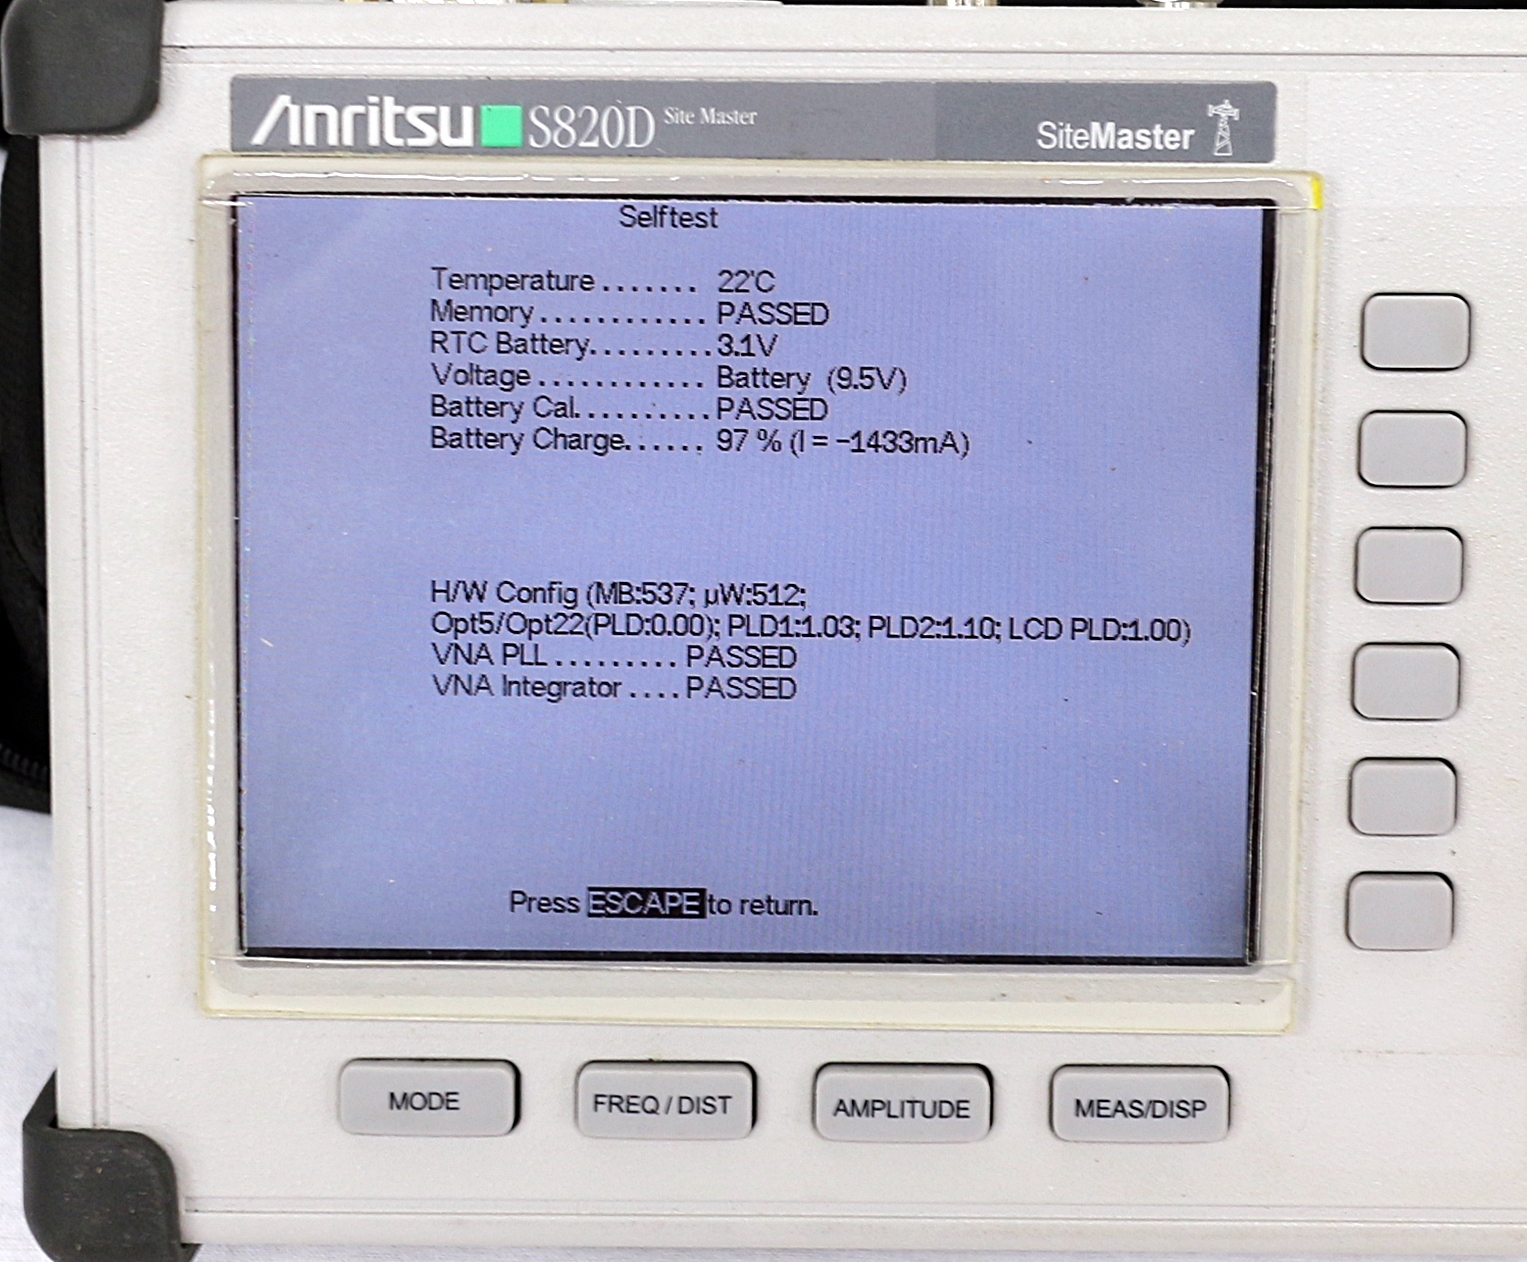 Anritsu S820D Site Master SiteMaster
Selftest
Temperature....... 22°C
Memory............ PASSED
RTC Battery.........3.1V
Voltage............ Battery (9.5V)
Battery Cal..........PASSED
Battery Charge...... 97 % (I = -1433mA)
H/W Config (MB:537; µW:512;
Opt5/Opt22(PLD:0.00); PLD1:1.03; PLD2:1.10; LCD PLD:1.00)
VNA PLL......... PASSED
VNA Integrator....PASSED
Press ESCAPE to return.
MODE FREQ / DIST AMPLITUDE MEAS/DISP